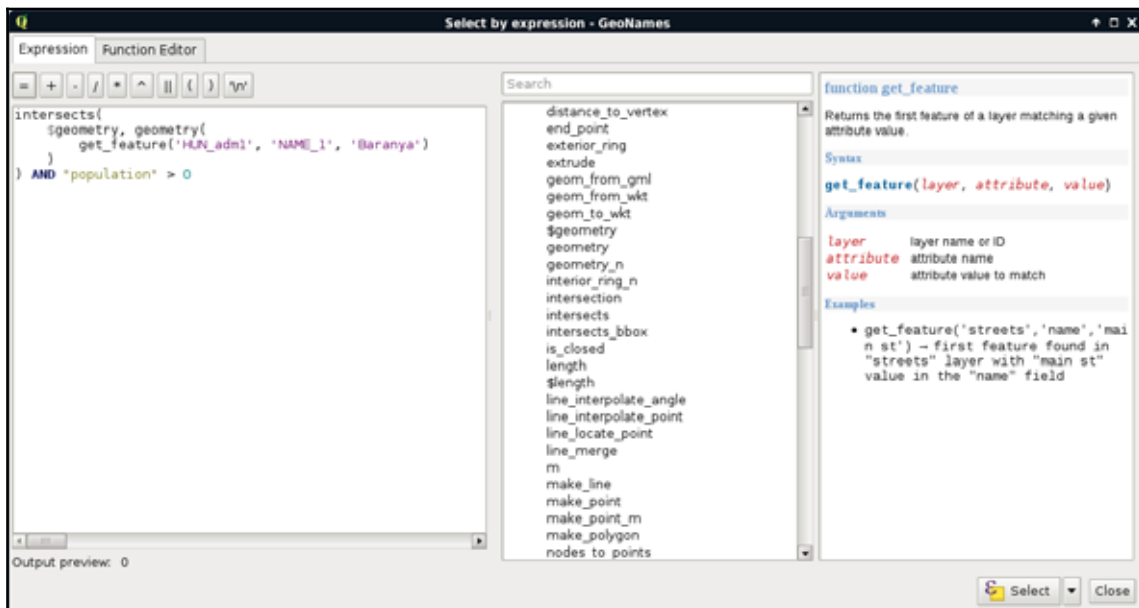 Select by expression - GeoNames
Expression
Function Editor
= + - / * ^ || ( ) '\n'
intersects(
$geometry, geometry(
get_feature('HUN_adm1', 'NAME_1', 'Baranya')
)
) AND "population" > 0
Output preview: 0
Search
distance_to_vertex
end_point
exterior_ring
extrude
geom_from_gml
geom_from_wkt
geom_to_wkt
$geometry
geometry
geometry_n
interior_ring_n
intersection
intersects
intersects_bbox
is_closed
length
$length
line_interpolate_angle
line_interpolate_point
line_locate_point
line_merge
m
make_line
make_point
make_point_m
make_polygon
nodes_to_points
function get_feature
Returns the first feature of a layer matching a given
attribute value.
Syntax
get_feature(layer, attribute, value)
Arguments
layer layer name or ID
attribute attribute name
value attribute value to match
Examples
• get_feature('streets','name','mai
n st') → first feature found in
"streets" layer with "main st"
value in the "name" field
Select
Close